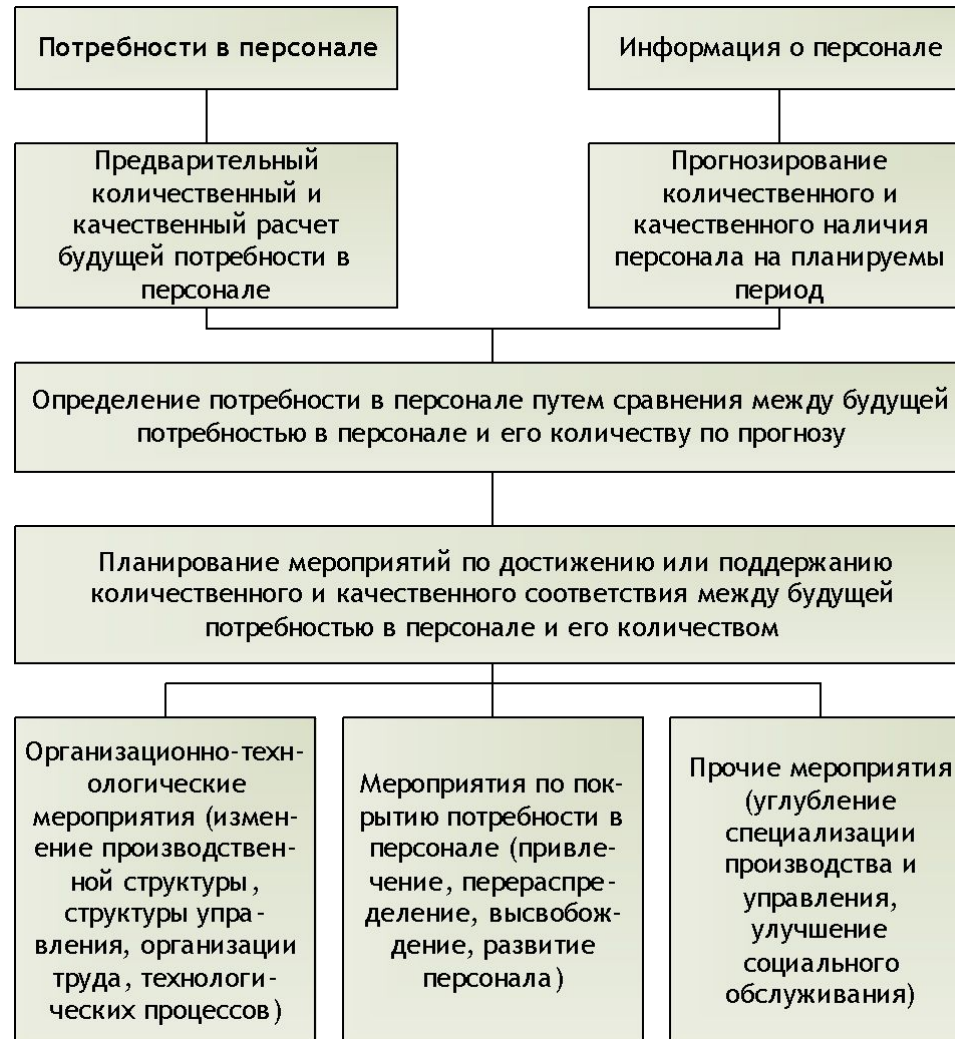 Потребности в персонале
Информация о персонале
Предварительный
количественный и
качественный расчет
будущей потребности в
персонале
Прогнозирование
количественного и
качественного наличия
персонала на планируемы
период
Определение потребности в персонале путем сравнения между будущей
потребностью в персонале и его количеству по прогнозу
Планирование мероприятий по достижению или поддержанию
количественного и качественного соответствия между будущей
потребностью в персонале и его количеством
Организационно-техн-
ологические
мероприятия (измен-
ение производствен-
ной структуры,
структуры упра-
вления, организации
труда, технологи-
ческих процессов)
Мероприятия по пок-
рытию потребности в
персонале (привле-
чение, перераспре-
деление, высвобож-
дение, развитие
персонала)
Прочие мероприятия
(углубление
специализации
производства и
управления,
улучшение
социального
обслуживания)